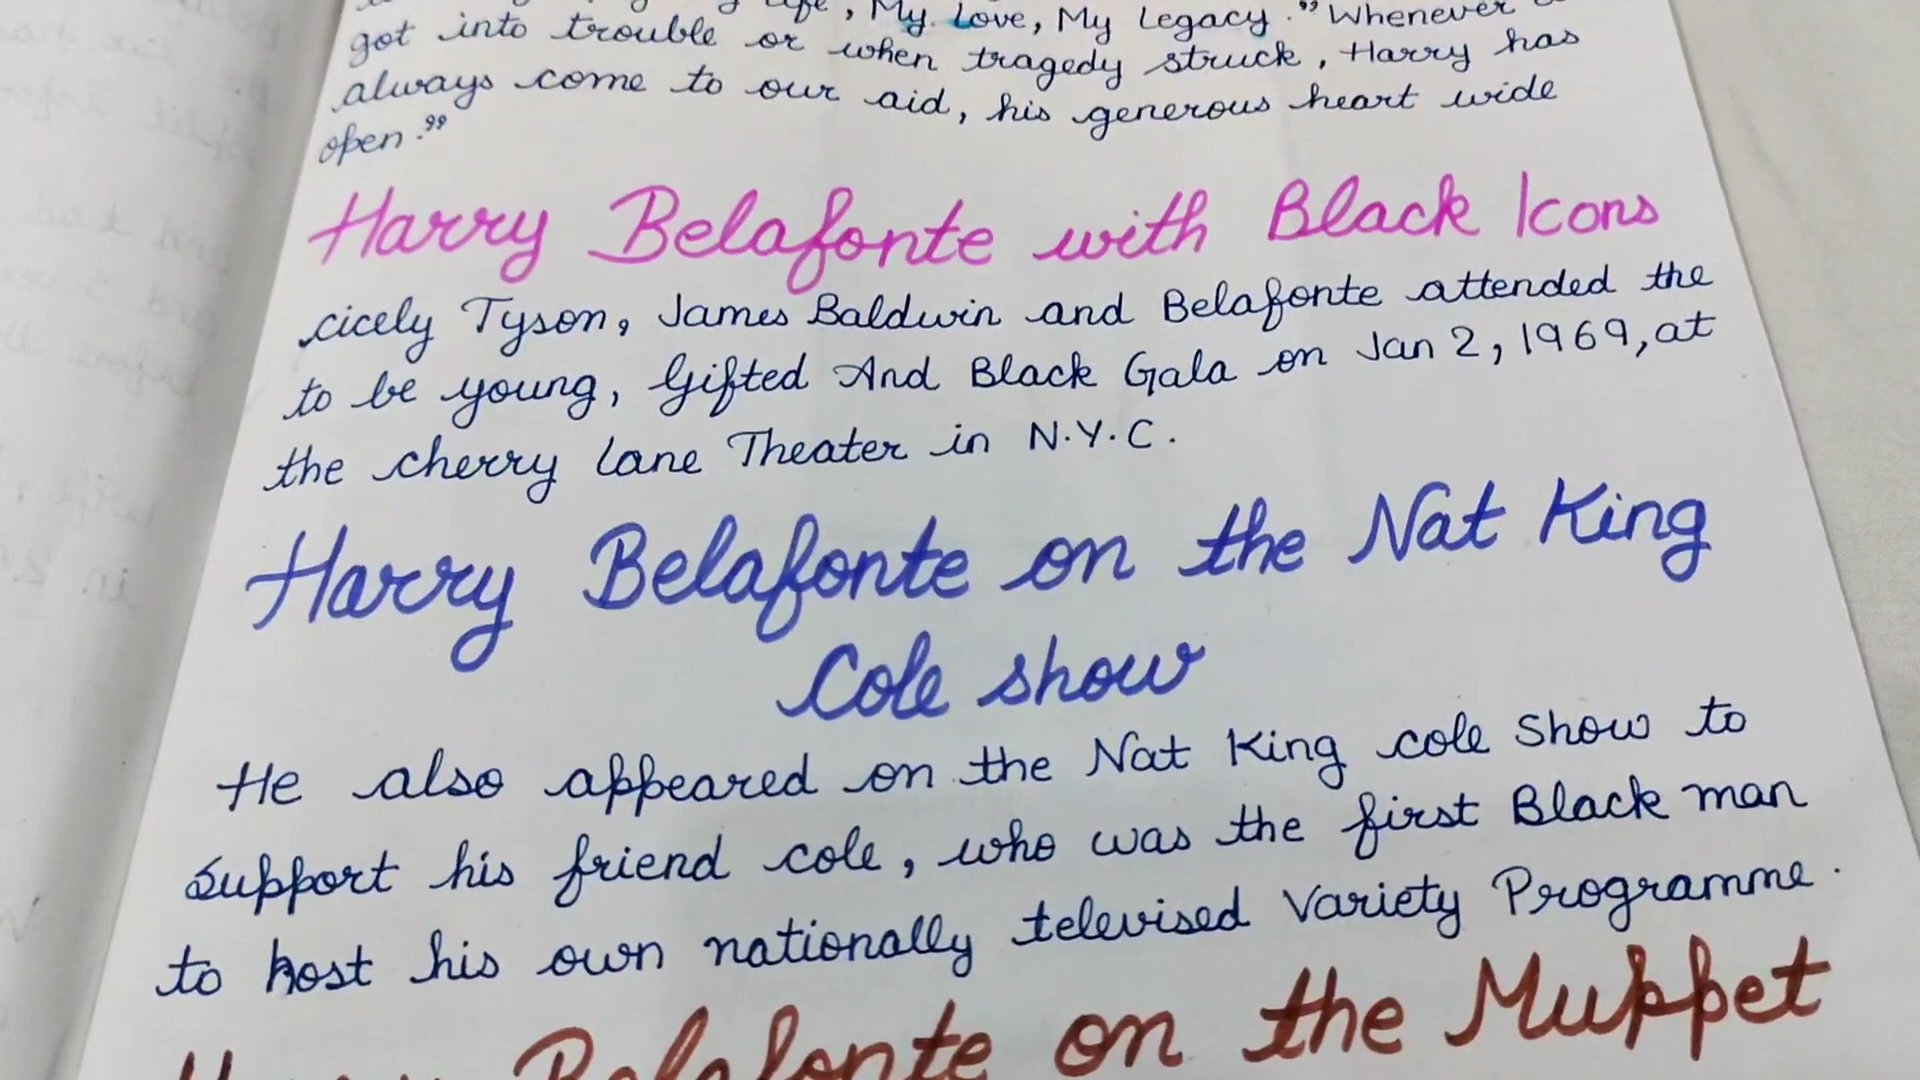 Life, My Love, My Legacy." Whenever
got into trouble or when tragedy struck, Harry has
always come to our aid, his generous heart wide
open."
Harry Belafonte with Black Icons
cicely Tyson, James Baldwin and Belafonte attended the
to be young, Gifted And Black Gala on Jan 2, 1969, at
the cherry lane Theater in N.Y.C.
Harry Belafonte on the Nat King
Cole show
He also appeared on the Nat King cole Show to
support his friend cole, who was the first Black man
to host his own nationally televised Variety Programme.
Harry Belafonte on the Muppet